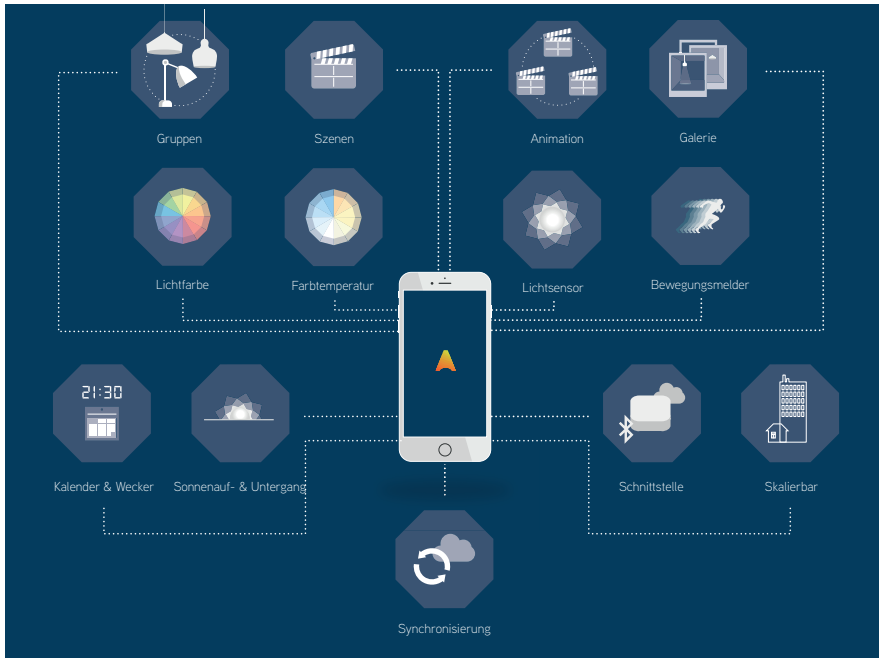 Gruppen
Szenen
Animation
Galerie
Lichtfarbe
Farbtemperatur
Lichtsensor
Bewegungsmelder
21:30
Kalender & Wecker
Sonnenauf- & Untergang
Schnittstelle
Skalierbar
Synchronisierung